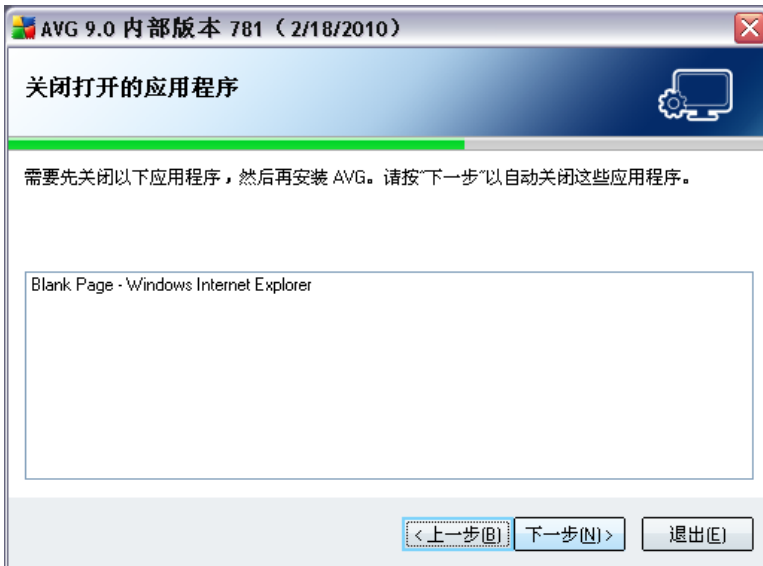 AVG 9.0 内部版本 781（2/18/2010）
关闭打开的应用程序
需要先关闭以下应用程序，然后再安装 AVG。请按“下一步”以自动关闭这些应用程序。
Blank Page - Windows Internet Explorer
<上一步(B) 下一步(N)> 退出(E)